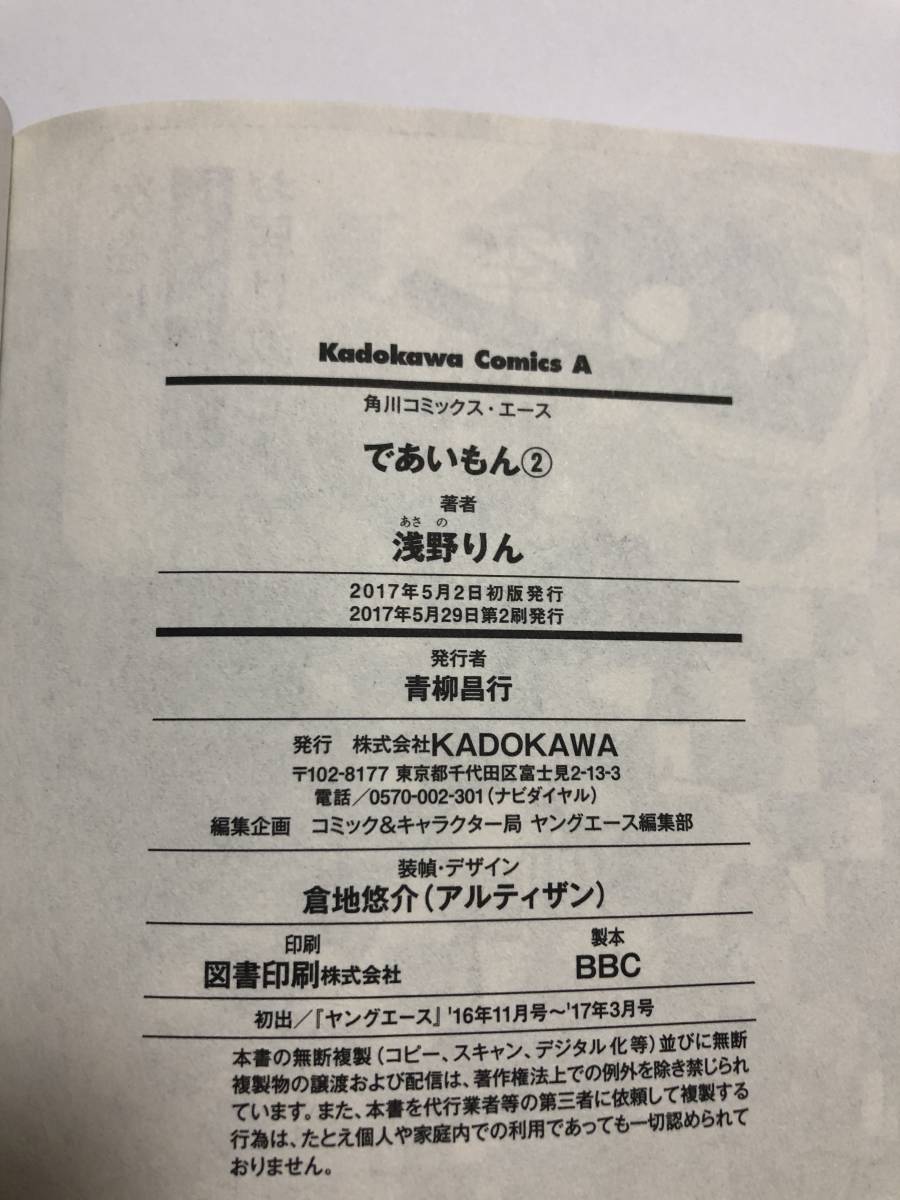 Kadokawa Comics A
角川コミックス・エース
であいもん②
著者
あさ の
浅野りん
2017年5月2日初版発行
2017年5月29日第2刷発行
発行者
青柳昌行
発行 株式会社KADOKAWA
〒102-8177 東京都千代田区富士見2-13-3
電話/0570-002-301(ナビダイヤル)
編集企画 コミック&キャラクター局 ヤングエース編集部
装幀・デザイン
倉地悠介(アルティザン)
印刷
図書印刷株式会社
製本
BBC
初出/『ヤングエース』'16年11月号〜'17年3月号
本書の無断複製(コピー、スキャン、デジタル化等)並びに無断
複製物の譲渡および配信は、著作権法上での例外を除き禁じられ
ています。また、本書を代行業者等の第三者に依頼して複製する
行為は、たとえ個人や家庭内での利用であっても一切認められて
おりません。